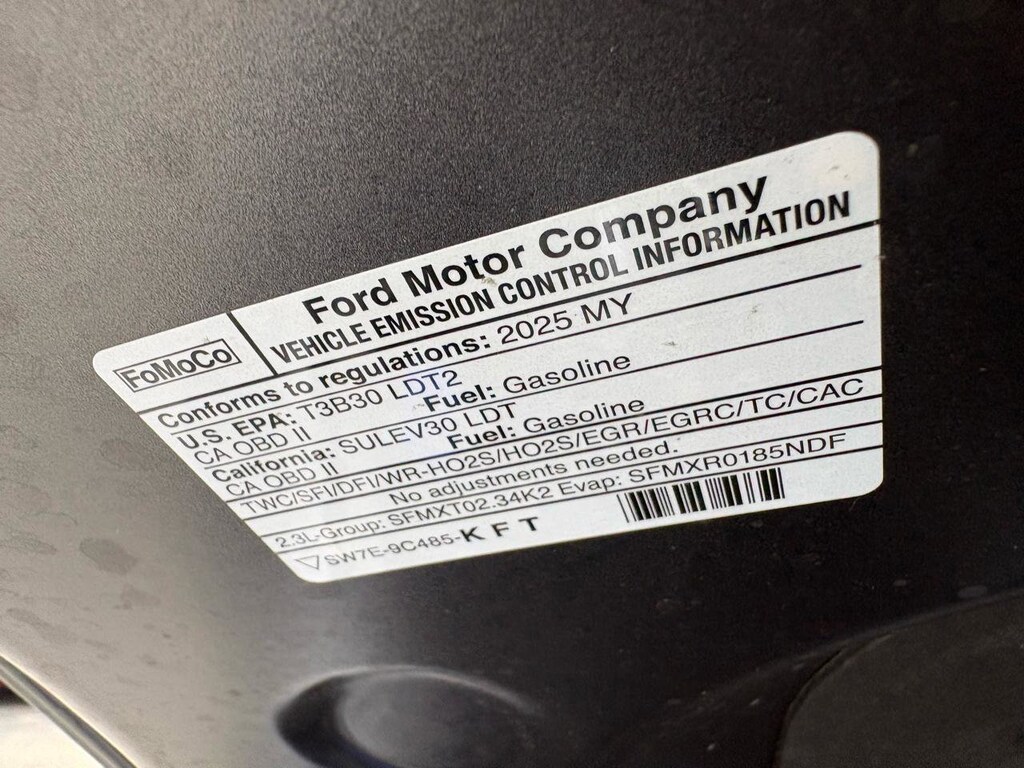 FoMoCo
Ford Motor Company
VEHICLE EMISSION CONTROL INFORMATION
Conforms to regulations: 2025 MY
U.S. EPA: T3B30 LDT2
CA OBD II Fuel: Gasoline
California: SULEV30 LDT
CA OBD II Fuel: Gasoline
TWC/SFI/DFI/WR-HO2S/HO2S/EGR/EGRC/TC/CAC
No adjustments needed.
2.3L-Group: SFMXT02.34K2 Evap: SFMXR0185NDF
▽SW7E-9C485-K F T